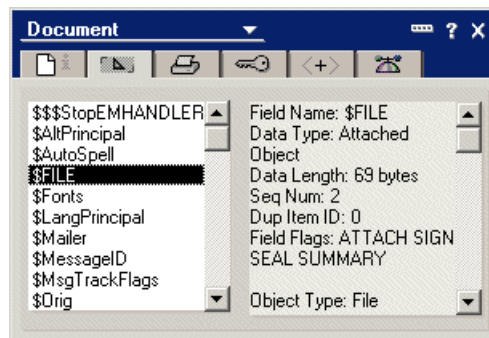 Document
? X
i
<+>
$$$StopEMHANDLER
$AltPrincipal
$AutoSpell
$FILE
$Fonts
$LangPrincipal
$Mailer
$MessageID
$MsgTrackFlags
$Orig
Field Name: $FILE
Data Type: Attached
Object
Data Length: 69 bytes
Seq Num: 2
Dup Item ID: 0
Field Flags: ATTACH SIGN
SEAL SUMMARY
Object Type: File